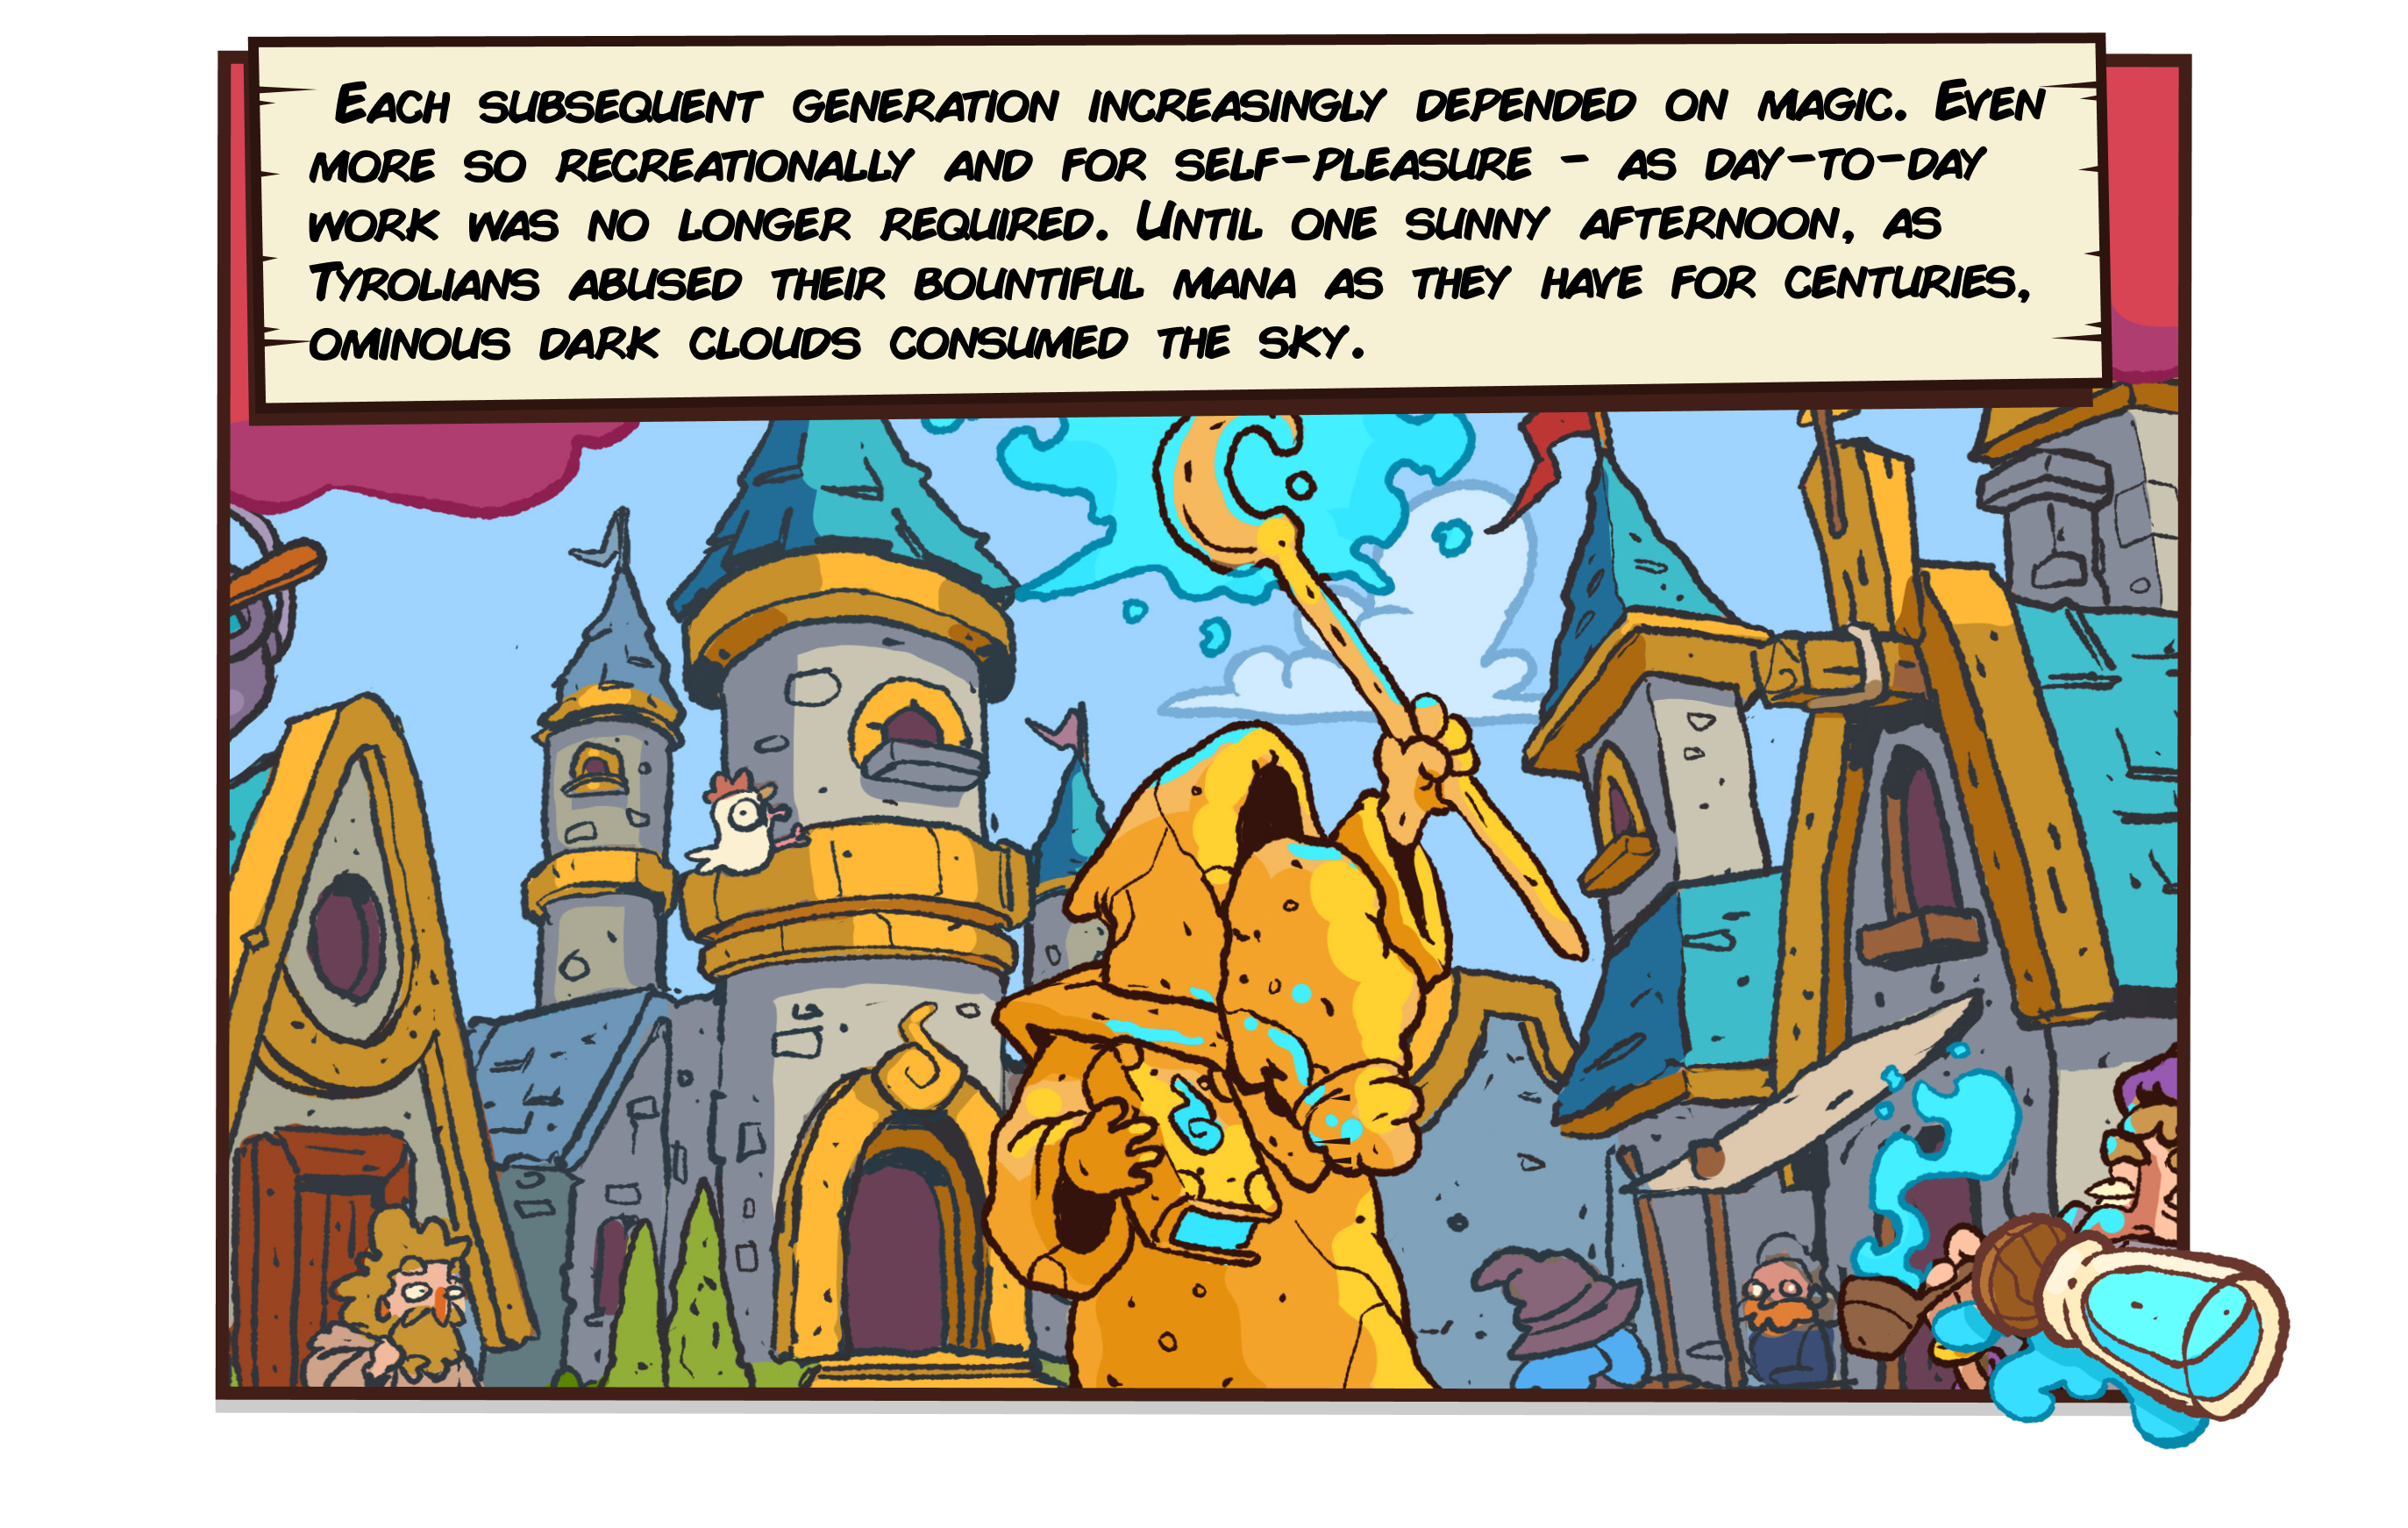 Each subsequent generation increasingly depended on magic. Even
more so recreationally and for self-pleasure - as day-to-day
work was no longer required. Until one sunny afternoon, as
Tyrolians abused their bountiful mana as they have for centuries,
ominous dark clouds consumed the sky.